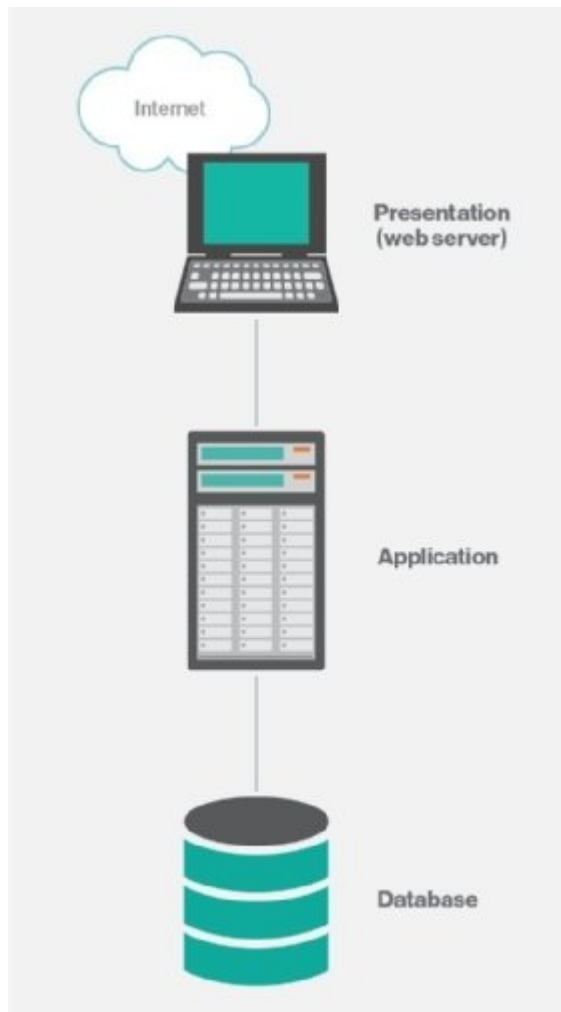 Internet
Presentation
(web server)
Application
Database